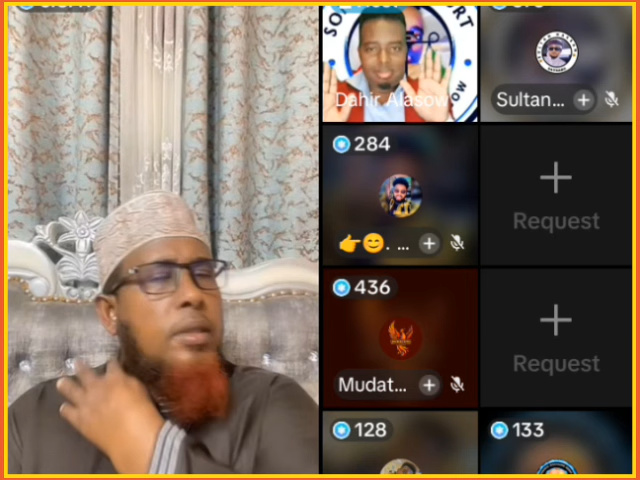 Dahir Alasow
Sultan...
284
...
Request
436
Mudat...
Request
128
133